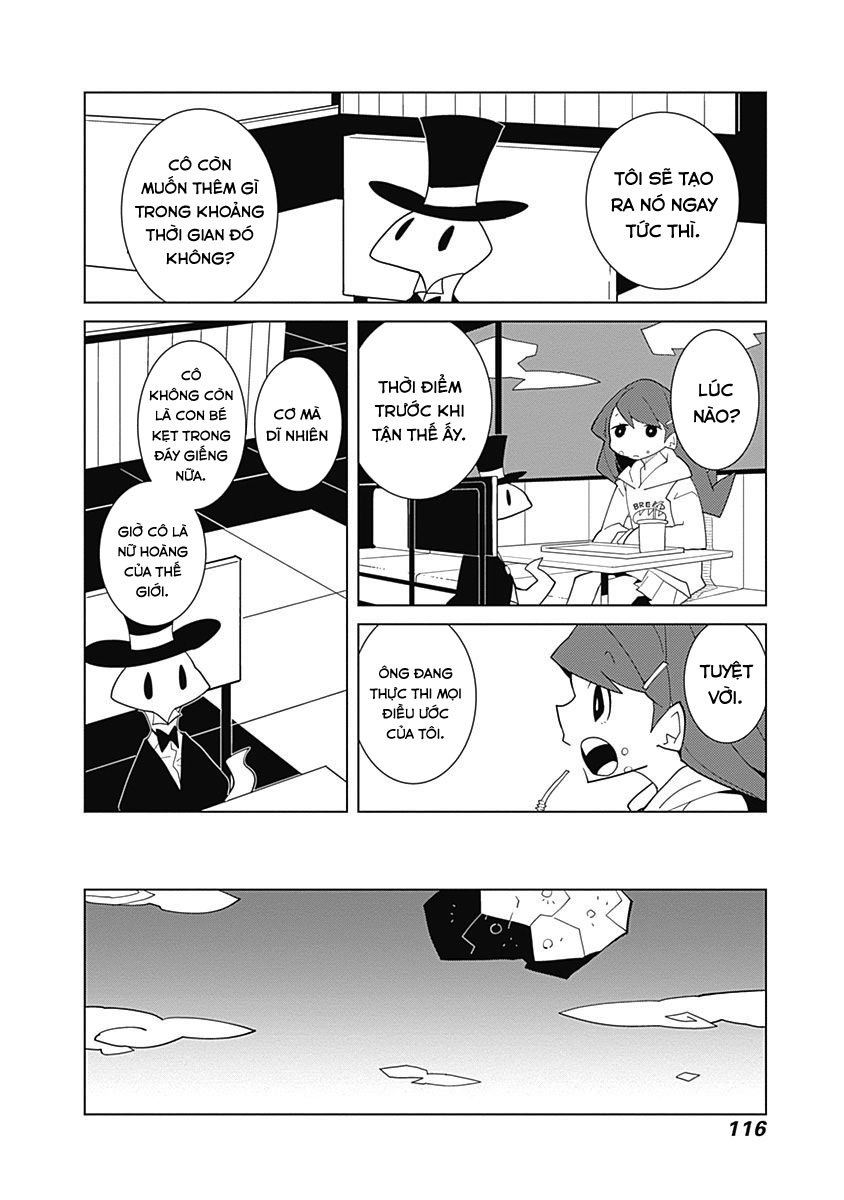 TÔI SẼ TẠO
RA NÓ NGAY
TỨC THÌ.
CÔ CÒN
MUỐN THÊM GÌ
TRONG KHOẢNG
THỜI GIAN ĐÓ
KHÔNG?
LÚC
NÀO?
THỜI ĐIỂM
TRƯỚC KHI
TẬN THẾ ẤY.
BREAD
TUYỆT
VỜI.
ÔNG ĐANG
THỰC THI MỌI
ĐIỀU ƯỚC
CỦA TÔI.
CƠ MÀ
DĨ NHIÊN
CÔ
KHÔNG CÒN
LÀ CON BÉ
KẸT TRONG
ĐÁY GIẾNG
NỮA.
GIỜ CÔ LÀ
NỮ HOÀNG
CỦA THẾ
GIỚI.
116